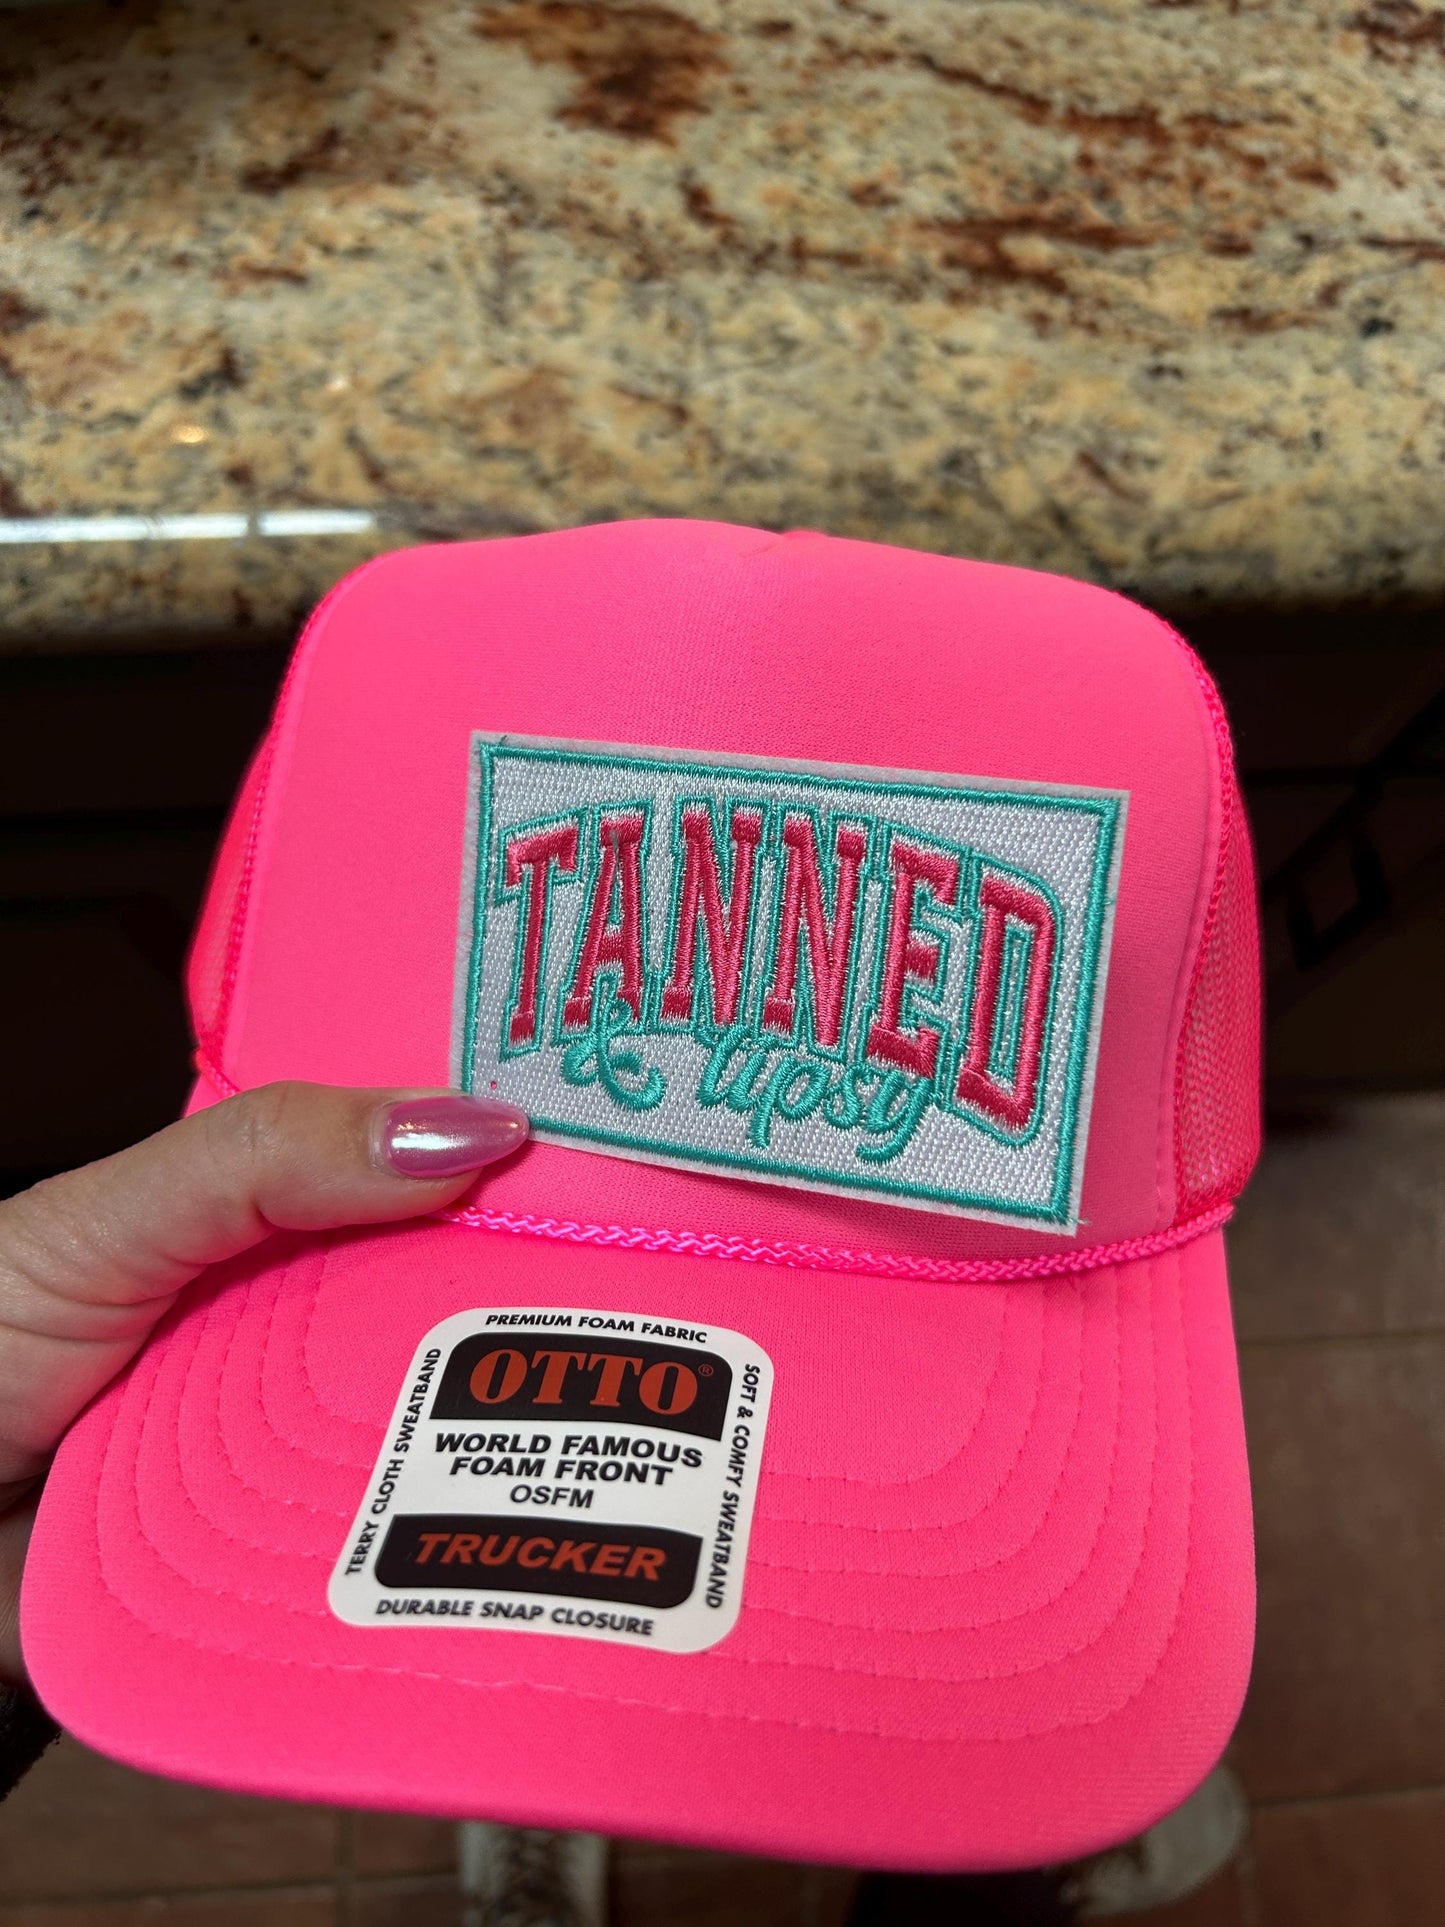 TANNED
& tipsy
PREMIUM FOAM FABRIC
OTTO®
WORLD FAMOUS
FOAM FRONT
OSFM
TRUCKER
DURABLE SNAP CLOSURE
TERRY CLOTH SWEATBAND
SOFT & COMFY SWEATBAND